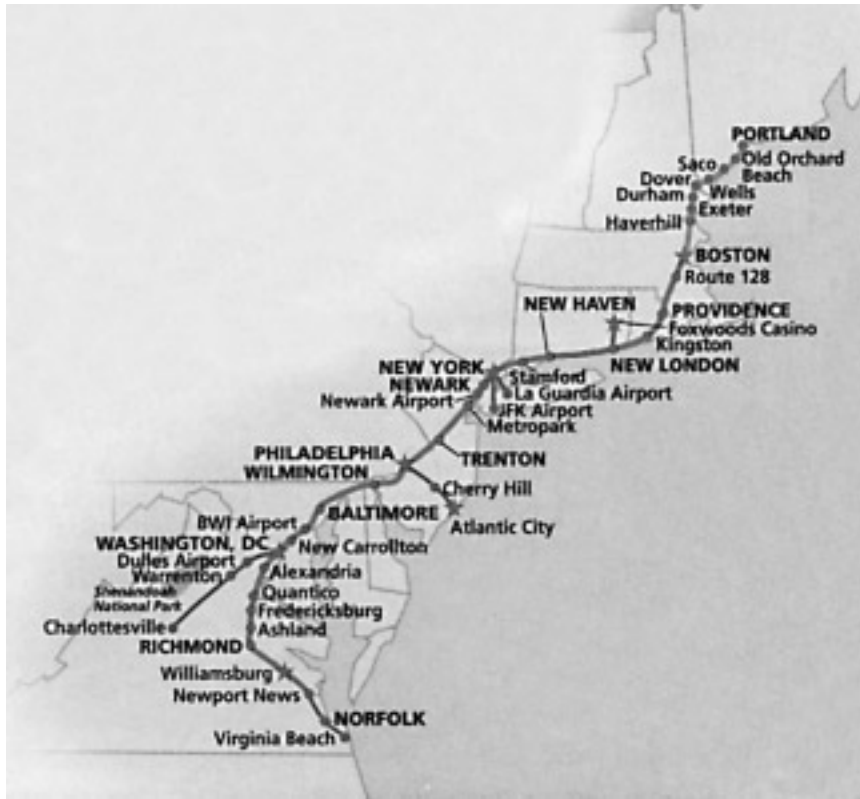 PORTLAND
Saco
Old Orchard
Beach
Dover
Wells
Durham
Exeter
Haverhill
BOSTON
Route 128
NEW HAVEN
PROVIDENCE
Foxwoods Casino
Kingston
NEW LONDON
NEW YORK
Stamford
NEWARK
La Guardia Airport
Newark Airport
JFK Airport
Metropark
PHILADELPHIA
TRENTON
WILMINGTON
Cherry Hill
BALTIMORE
Atlantic City
BWI Airport
WASHINGTON, DC
New Carrollton
Dulles Airport
Alexandria
Warrenton
Shenandoah
National Park
Quantico
Fredericksburg
Charlottesville
Ashland
RICHMOND
Williamsburg
Newport News
NORFOLK
Virginia Beach